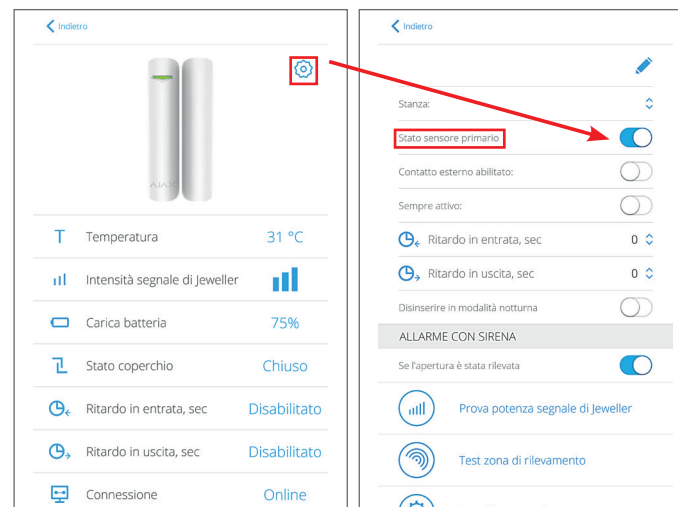 Indietro
AJAX
T Temperatura 31 °C
Intensità segnale di Jeweller
Carica batteria 75%
Stato coperchio Chiuso
Ritardo in entrata, sec Disabilitato
Ritardo in uscita, sec Disabilitato
Connessione Online
Indietro
Stanza:
Stato sensore primario
Contatto esterno abilitato:
Sempre attivo:
Ritardo in entrata, sec 0
Ritardo in uscita, sec 0
Disinserire in modalità notturna
ALLARME CON SIRENA
Se l'apertura è stata rilevata
Prova potenza segnale di Jeweller
Test zona di rilevamento